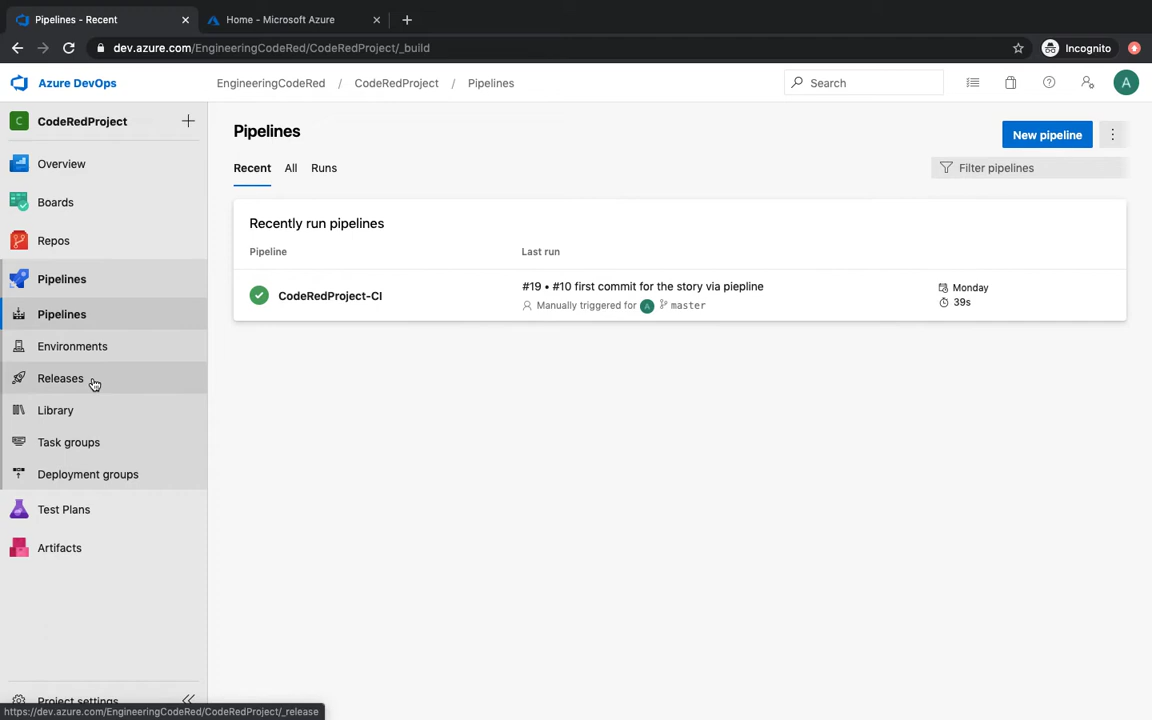 Pipelines - Recent
Home - Microsoft Azure
dev.azure.com/EngineeringCodeRed/CodeRedProject/_build
Incognito
Azure DevOps
EngineeringCodeRed / CodeRedProject / Pipelines
Search
A
C CodeRedProject
Overview
Boards
Repos
Pipelines
Pipelines
Environments
Releases
Library
Task groups
Deployment groups
Test Plans
Artifacts
Project settings
https://dev.azure.com/EngineeringCodeRed/CodeRedProject/_release
Pipelines
New pipeline
Recent All Runs
Filter pipelines
Recently run pipelines
Pipeline Last run
CodeRedProject-CI
#19 • #10 first commit for the story via piepline
Manually triggered for A master
Monday
39s